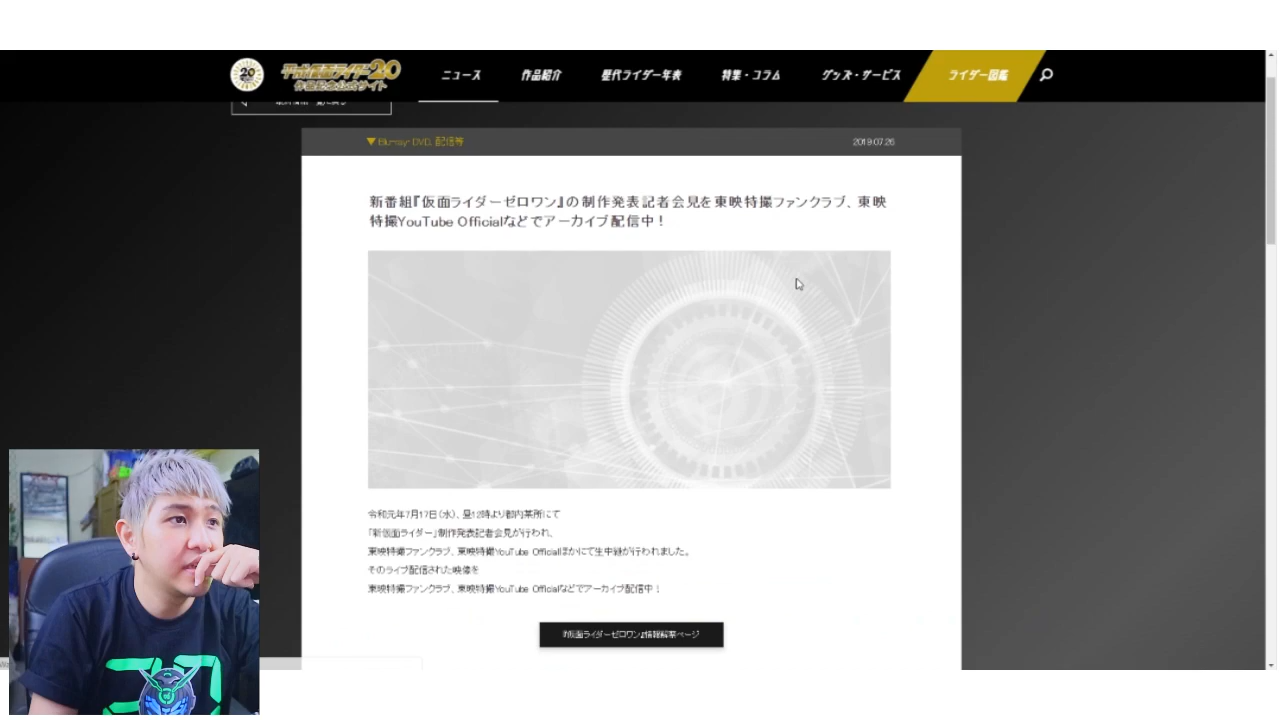 20
平成仮面ライダー20
作品記念公式サイト
ニュース
作品紹介
歴代ライダー年表
特集・コラム
グッズ・サービス
ライダー図鑑
▼ Blu-ray・DVD, 配信等
2019.07.26
新番組『仮面ライダーゼロワン』の制作発表記者会見を東映特撮ファンクラブ、東映
特撮YouTube Officialなどでアーカイブ配信中！
令和元年7月17日（水）、昼12時より都内某所にて
「新仮面ライダー」制作発表記者会見が行われ、
東映特撮ファンクラブ、東映特撮YouTube Officialほかにて生中継が行われました。
そのライブ配信された映像を
東映特撮ファンクラブ、東映特撮YouTube Officialなどでアーカイブ配信中！
『仮面ライダーゼロワン』情報解禁ページ